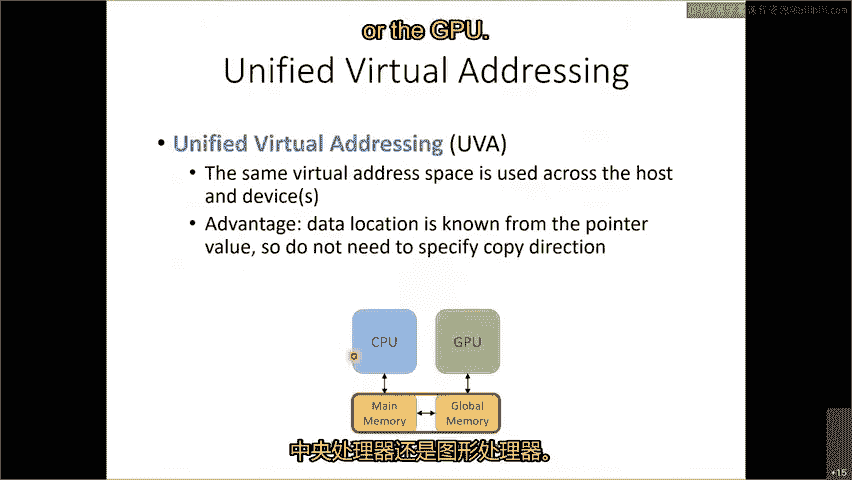 or the GPU.
Unified Virtual Addressing
• Unified Virtual Addressing (UVA)
• The same virtual address space is used across the host
and device(s)
• Advantage: data location is known from the pointer
value, so do not need to specify copy direction
CPU
GPU
Main
Memory
Global
Memory
中央处理器还是图形处理器。
+15